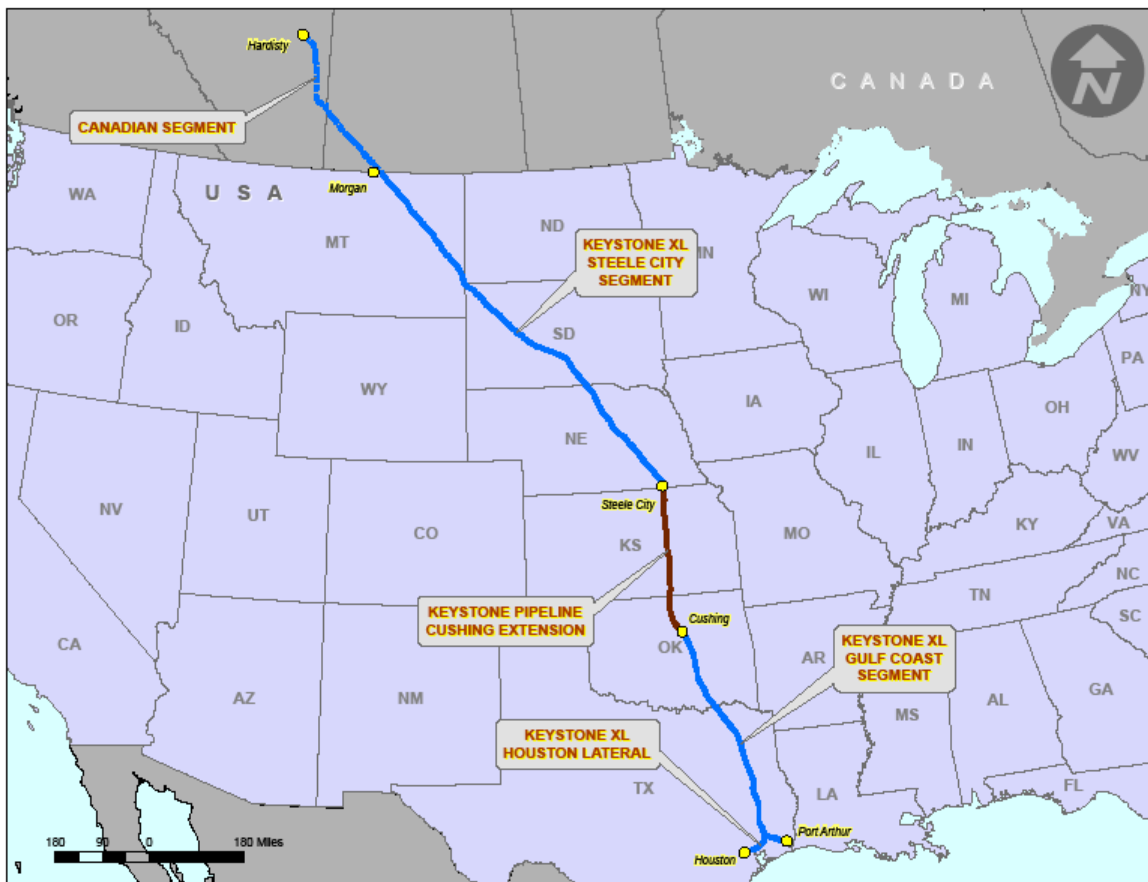 Hardisty
CANADA
N
CANADIAN SEGMENT
WA
Morgan
USA
MT
ND
KEYSTONE XL
STEELE CITY
SEGMENT
IN
OR
ID
SD
WI
MI
NY
PA
WY
IA
NE
IL
IN
OH
WV
NV
UT
CO
Steele City
KS
MO
KY
VA
KEYSTONE PIPELINE
CUSHING EXTENSION
Cushing
TN
NC
SC
CA
AZ
NM
OK
AR
KEYSTONE XL
GULF COAST
SEGMENT
MS
AL
GA
KEYSTONE XL
HOUSTON LATERAL
TX
LA
FL
Port Arthur
Houston
180 90 0 180 Miles